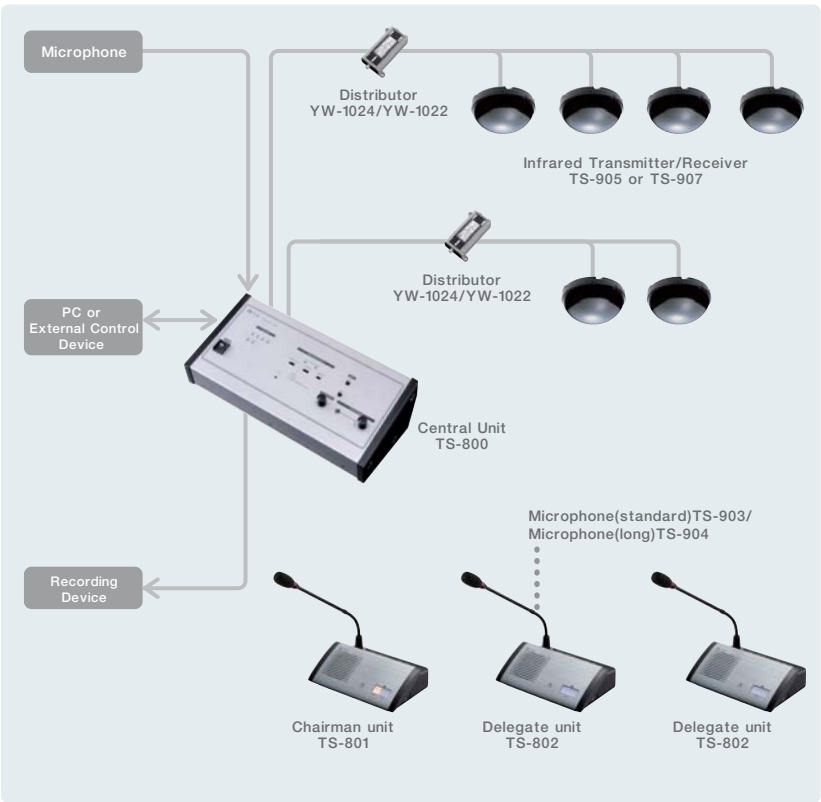 Microphone
Distributor
YW-1024/YW-1022
Infrared Transmitter/Receiver
TS-905 or TS-907
Distributor
YW-1024/YW-1022
PC or
External Control
Device
Central Unit
TS-800
Microphone(standard)TS-903/
Microphone(long)TS-904
Recording
Device
Chairman unit
TS-801
Delegate unit
TS-802
Delegate unit
TS-802